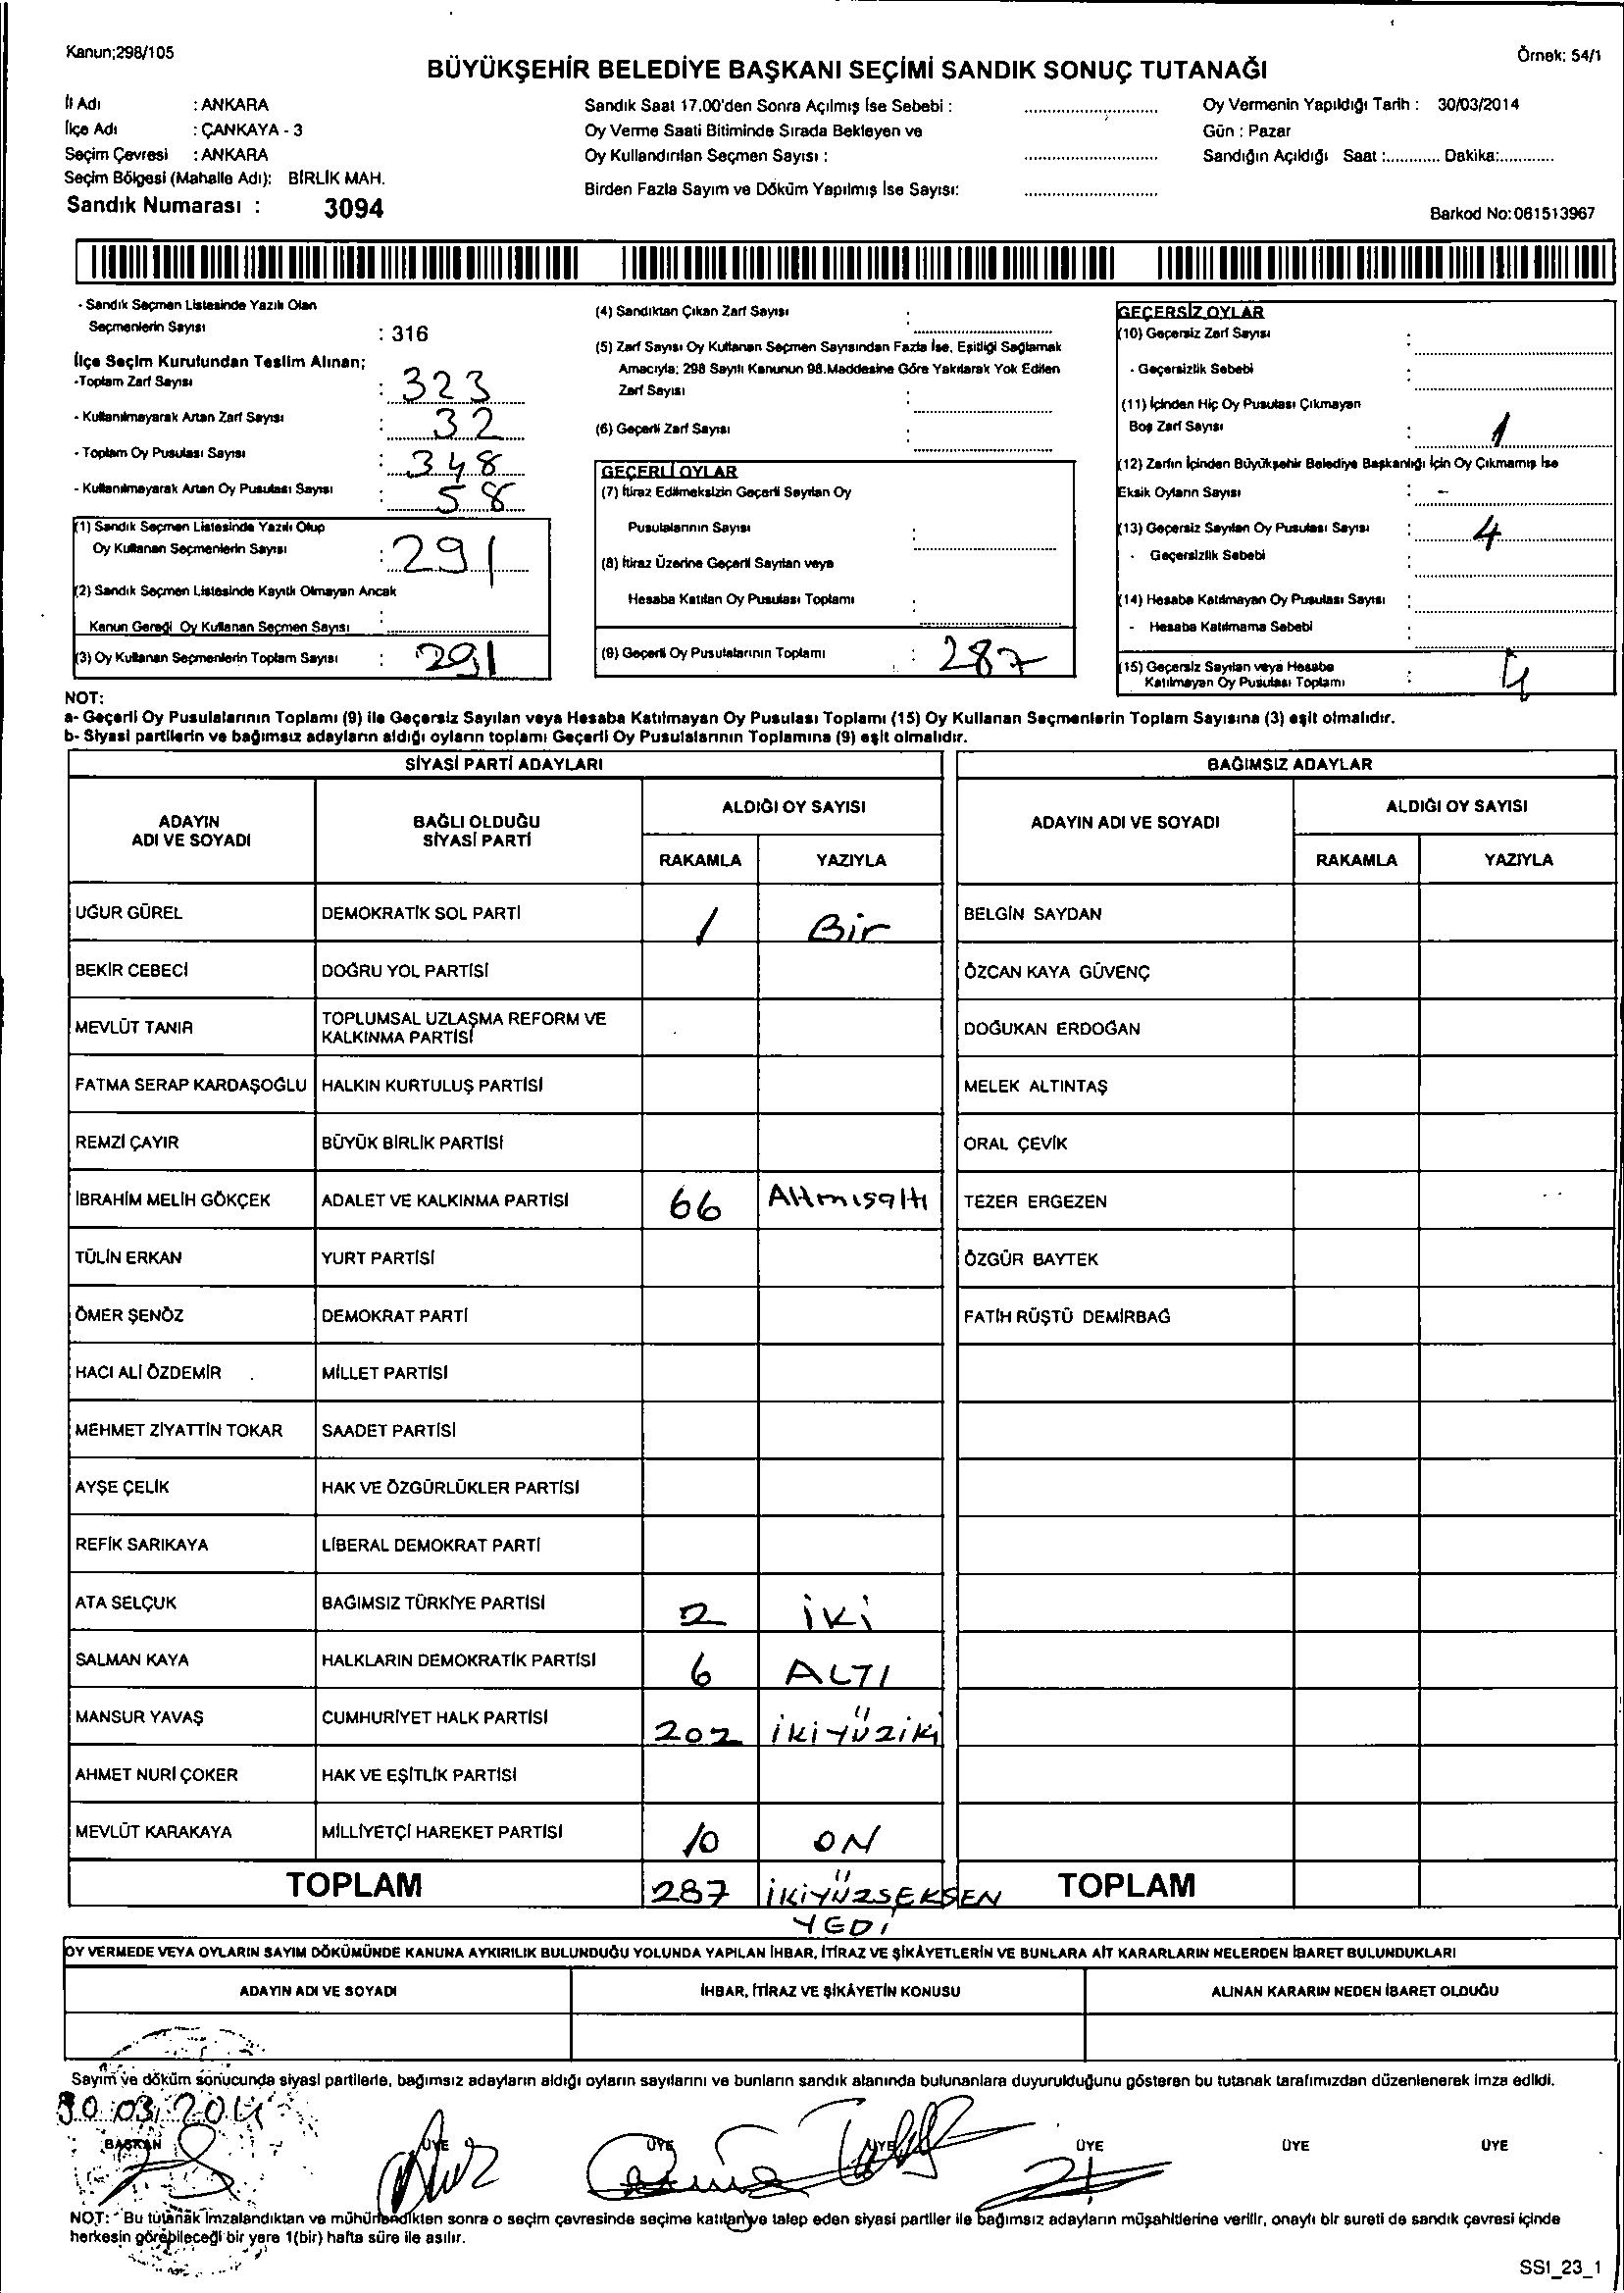 Kanun;298/105
Örnek: 54/1
BÜYÜKŞEHİR BELEDİYE BAŞKANI SEÇİMİ SANDIK SONUÇ TUTANAĞI
İl Adı : ANKARA
İlçe Adı : ÇANKAYA - 3
Seçim Çevresi : ANKARA
Seçim Bölgesi (Mahalle Adı): BİRLİK MAH.
Sandık Numarası : 3094
Sandık Saat 17.00'den Sonra Açılmış İse Sebebi :
Oy Verme Saati Bitiminde Sırada Bekleyen ve
Oy Kullandırılan Seçmen Sayısı :
Birden Fazla Sayım ve Döküm Yapılmış İse Sayısı:
Oy Vermenin Yapıldığı Tarih : 30/03/2014
Gün : Pazar
Sandığın Açıldığı Saat :............ Dakika:............
Barkod No:061513967
- Sandık Seçmen Listesinde Yazılı Olan
Seçmenlerin Sayısı : 316
İlçe Seçim Kurulundan Teslim Alınan;
-Toplam Zarf Sayısı : 323
- Kullanılmayarak Artan Zarf Sayısı : 32
- Toplam Oy Pusulası Sayısı : 348
- Kullanılmayarak Artan Oy Pusulası Sayısı : 58
(1) Sandık Seçmen Listesinde Yazılı Olup
Oy Kullanan Seçmenlerin Sayısı : 291
(2) Sandık Seçmen Listesinde Kayıtlı Olmayan Ancak
Kanun Gereği Oy Kullanan Seçmen Sayısı :
(3) Oy Kullanan Seçmenlerin Toplam Sayısı : 291
(4) Sandıktan Çıkan Zarf Sayısı :
(5) Zarf Sayısı Oy Kullanan Seçmen Sayısından Fazla İse, Eşitliği Sağlamak
Amacıyla; 298 Sayılı Kanunun 98.Maddesine Göre Yakılarak Yok Edilen
Zarf Sayısı :
(6) Geçerli Zarf Sayısı :
GEÇERLİ OYLAR
(7) İtiraz Edilmeksizin Geçerli Sayılan Oy
Pusulalarının Sayısı :
(8) İtiraz Üzerine Geçerli Sayılan veya
Hesaba Katılan Oy Pusulası Toplamı :
(9) Geçerli Oy Pusulalarının Toplamı : 287
GEÇERSİZ OYLAR
(10) Geçersiz Zarf Sayısı :
- Geçersizlik Sebebi :
(11) İçinden Hiç Oy Pusulası Çıkmayan
Boş Zarf Sayısı : 1
(12) Zarfın İçinden Büyükşehir Belediye Başkanlığı İçin Oy Çıkmamış İse
Eksik Oyların Sayısı : -
(13) Geçersiz Sayılan Oy Pusulası Sayısı : 4
- Geçersizlik Sebebi :
(14) Hesaba Katılmayan Oy Pusulası Sayısı :
- Hesaba Katılmama Sebebi :
(15) Geçersiz Sayılan veya Hesaba
Katılmayan Oy Pusulası Toplamı : 4
NOT:
a- Geçerli Oy Pusulalarının Toplamı (9) ile Geçersiz Sayılan veya Hesaba Katılmayan Oy Pusulası Toplamı (15) Oy Kullanan Seçmenlerin Toplam Sayısına (3) eşit olmalıdır.
b- Siyasi partilerin ve bağımsız adayların aldığı oyların toplamı Geçerli Oy Pusulalarının Toplamına (9) eşit olmalıdır.
SİYASİ PARTİ ADAYLARI
BAĞIMSIZ ADAYLAR
ADAYIN
ADI VE SOYADI
BAĞLI OLDUĞU
SİYASİ PARTİ
ALDIĞI OY SAYISI
RAKAMLA YAZIYLA
ADAYIN ADI VE SOYADI
ALDIĞI OY SAYISI
RAKAMLA YAZIYLA
UĞUR GÜREL DEMOKRATİK SOL PARTİ 1 Bir BELGİN SAYDAN
BEKİR CEBECİ DOĞRU YOL PARTİSİ ÖZCAN KAYA GÜVENÇ
MEVLÜT TANIR TOPLUMSAL UZLAŞMA REFORM VE
KALKINMA PARTİSİ DOĞUKAN ERDOĞAN
FATMA SERAP KARDAŞOĞLU HALKIN KURTULUŞ PARTİSİ MELEK ALTINTAŞ
REMZİ ÇAYIR BÜYÜK BİRLİK PARTİSİ ORAL ÇEVİK
İBRAHİM MELİH GÖKÇEK ADALET VE KALKINMA PARTİSİ 66 Altmışaltı TEZER ERGEZEN
TÜLİN ERKAN YURT PARTİSİ ÖZGÜR BAYTEK
ÖMER ŞENÖZ DEMOKRAT PARTİ FATİH RÜŞTÜ DEMİRBAĞ
HACI ALİ ÖZDEMİR MİLLET PARTİSİ
MEHMET ZİYATTİN TOKAR SAADET PARTİSİ
AYŞE ÇELİK HAK VE ÖZGÜRLÜKLER PARTİSİ
REFİK SARIKAYA LİBERAL DEMOKRAT PARTİ
ATA SELÇUK BAĞIMSIZ TÜRKİYE PARTİSİ 2 iki
SALMAN KAYA HALKLARIN DEMOKRATİK PARTİSİ 6 ALTI
MANSUR YAVAŞ CUMHURİYET HALK PARTİSİ 202 ikiYüziki
AHMET NURİ ÇOKER HAK VE EŞİTLİK PARTİSİ
MEVLÜT KARAKAYA MİLLİYETÇİ HAREKET PARTİSİ 10 ON
TOPLAM 287 İKİYÜZSEKSEN TOPLAM
YEDİ
OY VERMEDE VEYA OYLARIN SAYIM DÖKÜMÜNDE KANUNA AYKIRILIK BULUNDUĞU YOLUNDA YAPILAN İHBAR, İTİRAZ VE ŞİKÂYETLERİN VE BUNLARA AİT KARARLARIN NELERDEN İBARET BULUNDUKLARI
ADAYIN ADI VE SOYADI İHBAR, İTİRAZ VE ŞİKÂYETİN KONUSU ALINAN KARARIN NEDEN İBARET OLDUĞU
Sayım ve döküm sonucunda siyasi partilerle, bağımsız adayların aldığı oyların sayılarını ve bunların sandık alanında bulunanlara duyurulduğunu gösteren bu tutanak tarafımızdan düzenlenerek imza edildi.
30.03.2014
BAŞKAN ÜYE ÜYE ÜYE ÜYE ÜYE ÜYE
NOT: Bu tutanak imzalandıktan ve mühürlendikten sonra o seçim çevresinde seçime katılan ve talep eden siyasi partiler ile bağımsız adayların müşahitlerine verilir, onaylı bir sureti de sandık çevresi içinde
herkesin görebileceği bir yere 1(bir) hafta süre ile asılır.
SS1_23_1